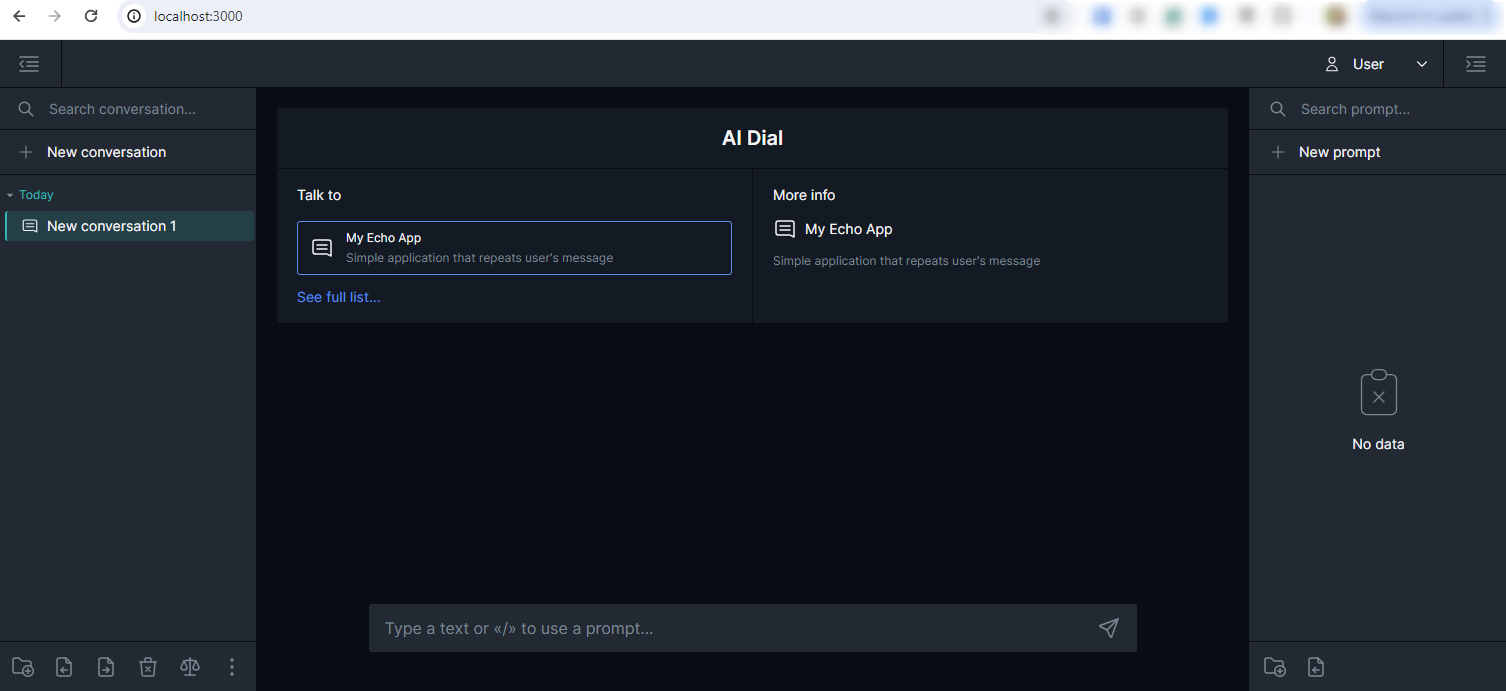 localhost:3000
User
Search conversation...
New conversation
Today
New conversation 1
AI Dial
Talk to
My Echo App
Simple application that repeats user's message
See full list...
More info
My Echo App
Simple application that repeats user's message
Type a text or «/» to use a prompt...
Search prompt...
New prompt
No data